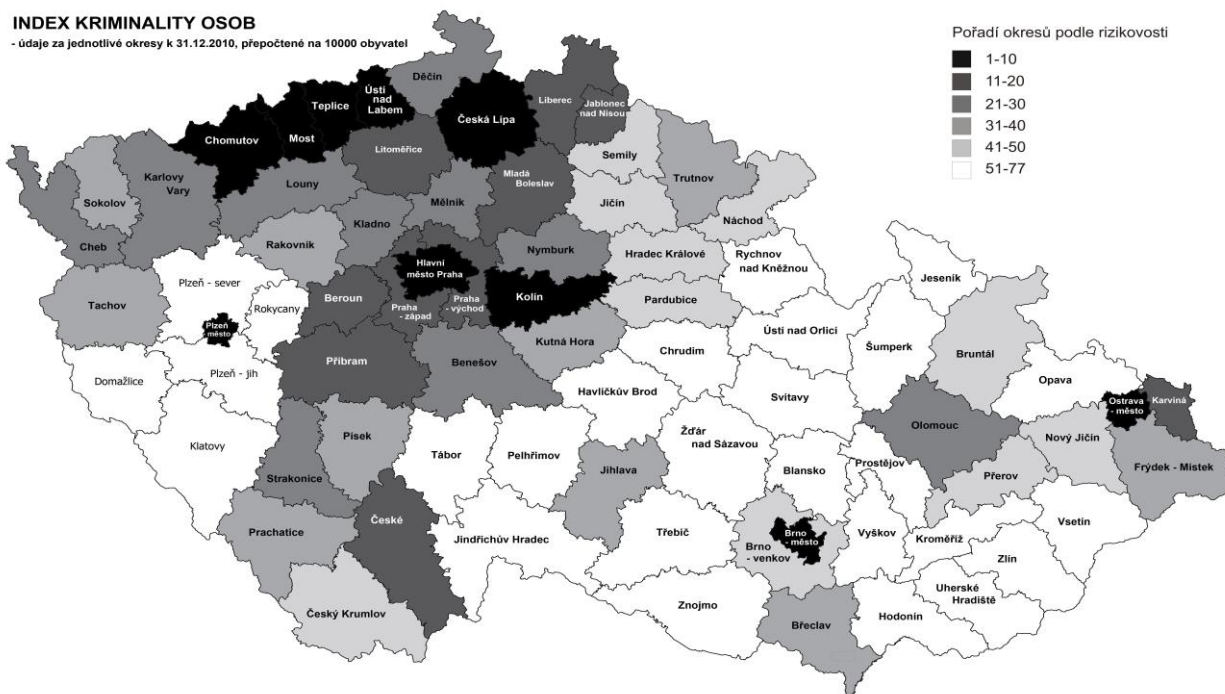 INDEX KRIMINALITY OSOB
- údaje za jednotlivé okresy k 31.12.2010, přepočtené na 10000 obyvatel
Pořadí okresů podle rizikovosti
1-10
11-20
21-30
31-40
41-50
51-77
Děčín
Ústí
nad
Labem
Teplice
Most
Chomutov
Česká Lípa
Liberec
Jablonec
nad Nisou
Litoměřice
Semily
Trutnov
Karlovy
Vary
Sokolov
Louny
Mladá
Boleslav
Jičín
Mělník
Náchod
Cheb
Kladno
Rakovník
Nymburk
Hradec Králové
Rychnov
nad Kněžnou
Jeseník
Hlavní
město Praha
Plzeň - sever
Tachov
Rokycany
Beroun
Praha
- západ
Praha
- východ
Kolín
Pardubice
Plzeň
- město
Ústí nad Orlicí
Šumperk
Bruntál
Kutná Hora
Chrudim
Příbram
Benešov
Domažlice
Plzeň - jih
Opava
Havlíčkův Brod
Svitavy
Ostrava
- město
Karviná
Olomouc
Klatovy
Písek
Tábor
Pelhřimov
Žďár
nad Sázavou
Nový Jičín
Jihlava
Blansko
Prostějov
Přerov
Frýdek - Místek
Strakonice
České
Vsetín
Prachatice
Jindřichův Hradec
Třebíč
Brno
- město
Brno
- venkov
Vyškov
Kroměříž
Zlín
Uherské
Hradiště
Český Krumlov
Znojmo
Břeclav
Hodonín